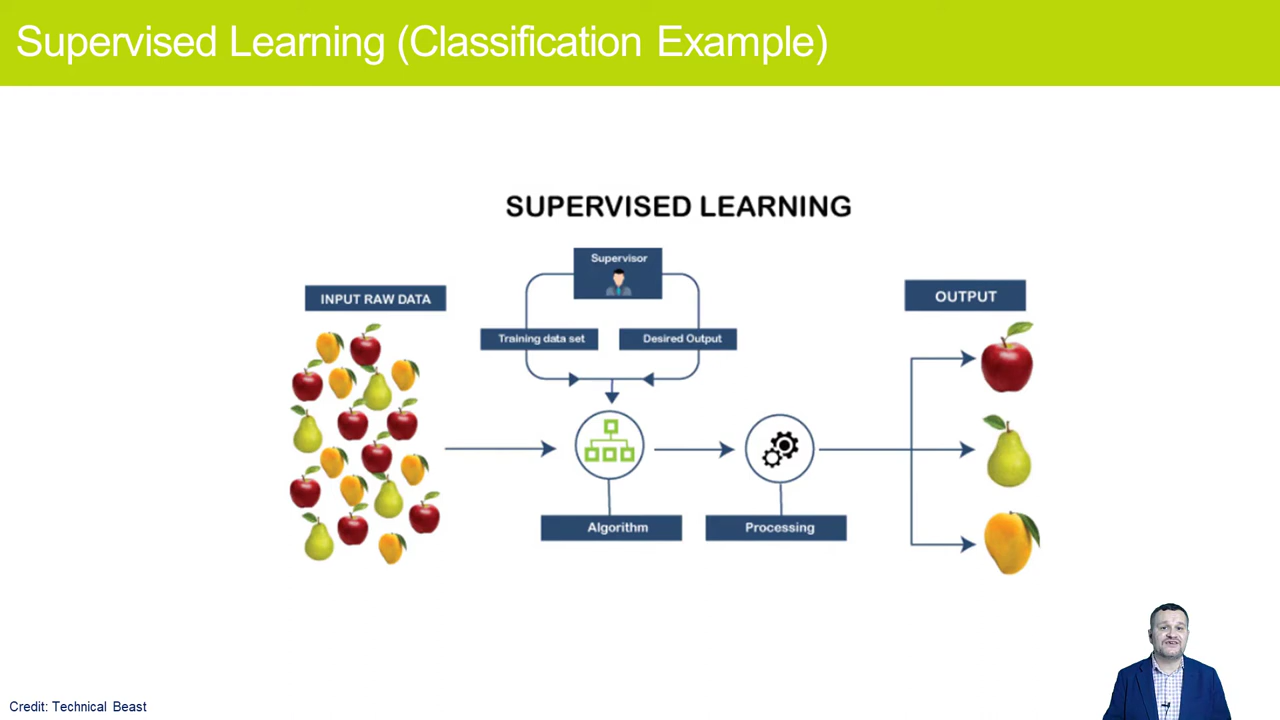 Supervised Learning (Classification Example)
SUPERVISED LEARNING
Supervisor
INPUT RAW DATA
OUTPUT
Training data set
Desired Output
Algorithm
Processing
Credit: Technical Beast